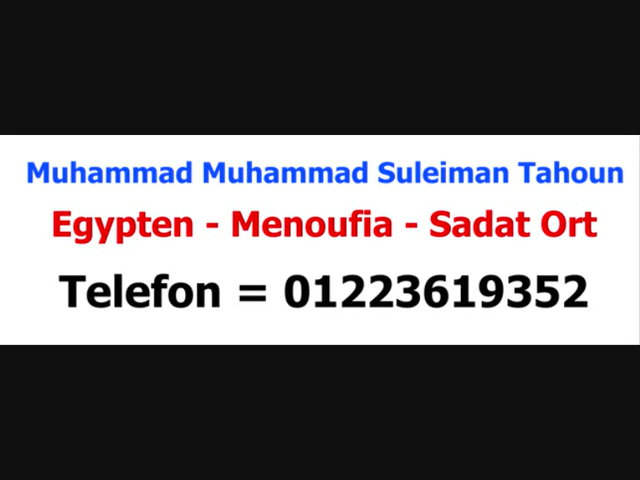 Muhammad Muhammad Suleiman Tahoun
Egypten - Menoufia - Sadat Ort
Telefon = 01223619352